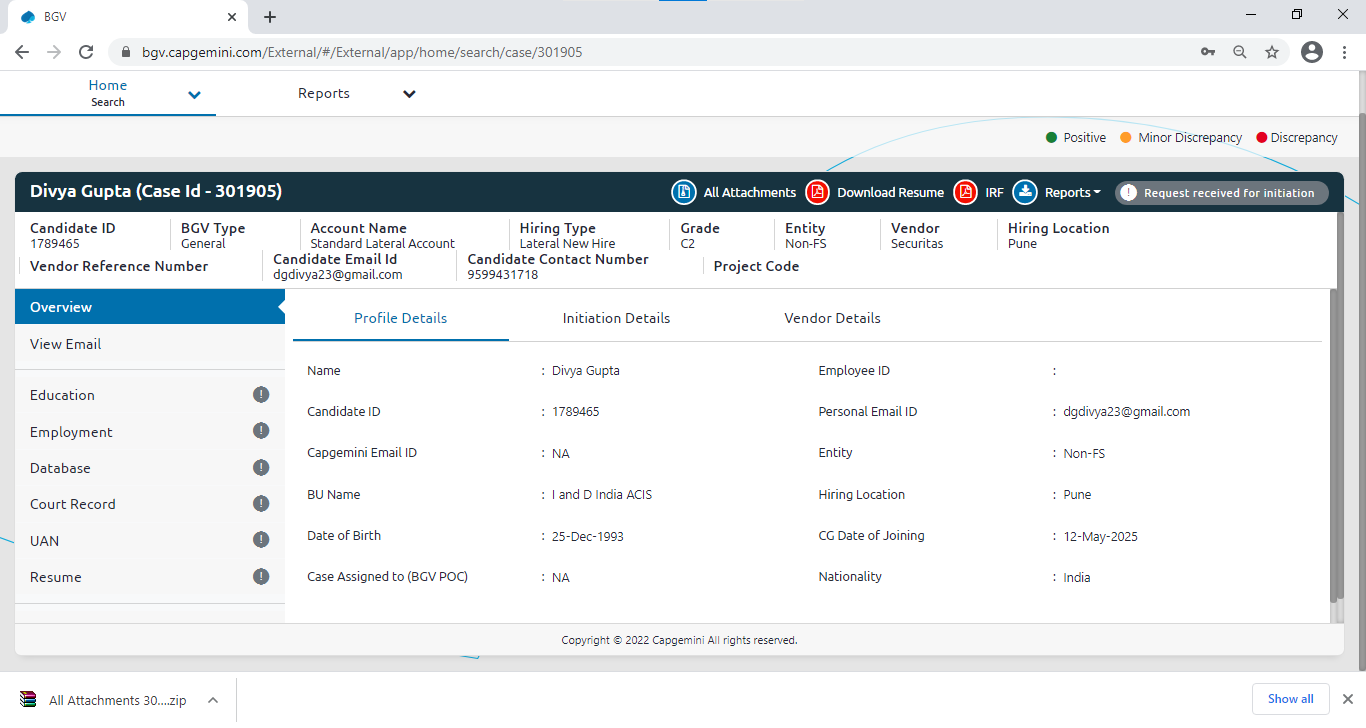 BGV
bgv.capgemini.com/External/#/External/app/home/search/case/301905
Home
Search
Reports
Positive Minor Discrepancy Discrepancy
Divya Gupta (Case Id - 301905)
All Attachments Download Resume IRF Reports Request received for initiation
Candidate ID BGV Type Account Name Hiring Type Grade Entity Vendor Hiring Location
1789465 General Standard Lateral Account Lateral New Hire C2 Non-FS Securitas Pune
Vendor Reference Number Candidate Email Id Candidate Contact Number Project Code
dgdivya23@gmail.com 9599431718
Overview
View Email
Education
Employment
Database
Court Record
UAN
Resume
Profile Details Initiation Details Vendor Details
Name : Divya Gupta Employee ID :
Candidate ID : 1789465 Personal Email ID : dgdivya23@gmail.com
Capgemini Email ID : NA Entity : Non-FS
BU Name : I and D India ACIS Hiring Location : Pune
Date of Birth : 25-Dec-1993 CG Date of Joining : 12-May-2025
Case Assigned to (BGV POC) : NA Nationality : India
Copyright © 2022 Capgemini All rights reserved.
All Attachments 30....zip
Show all